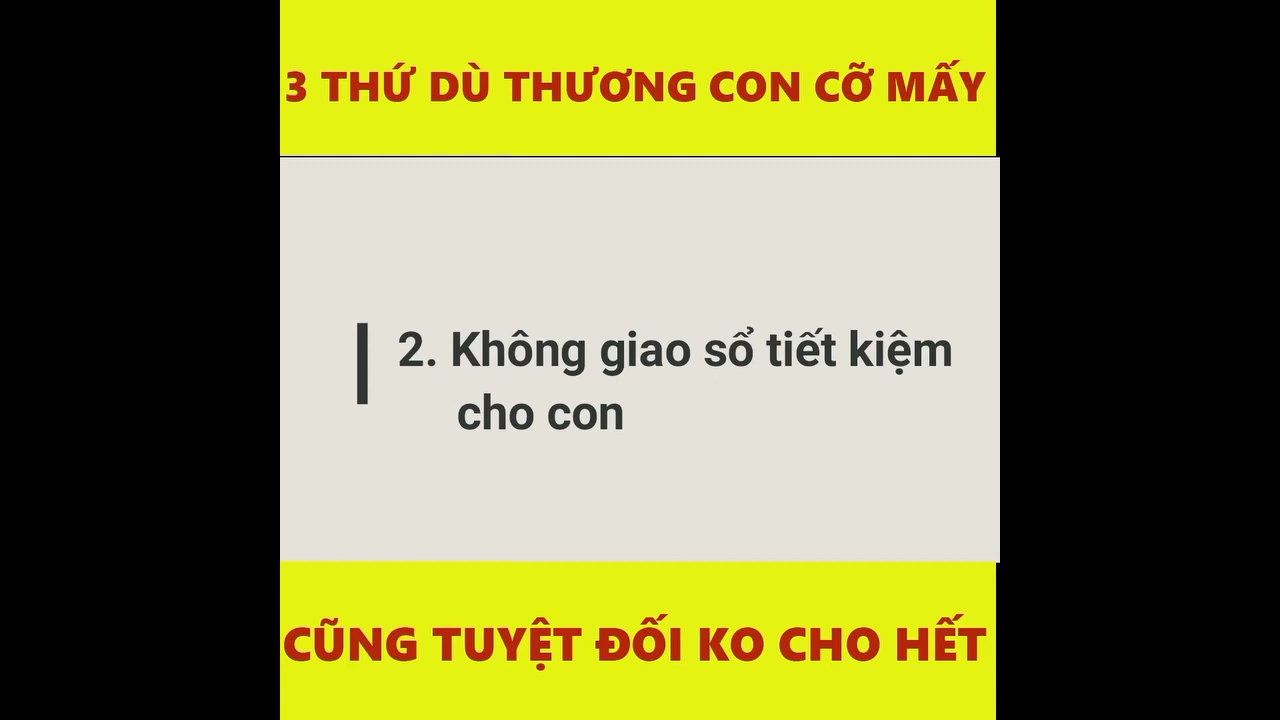 3 THỨ DÙ THƯƠNG CON CỠ MẤY
2. Không giao sổ tiết kiệm
cho con
CŨNG TUYỆT ĐỐI KO CHO HẾT